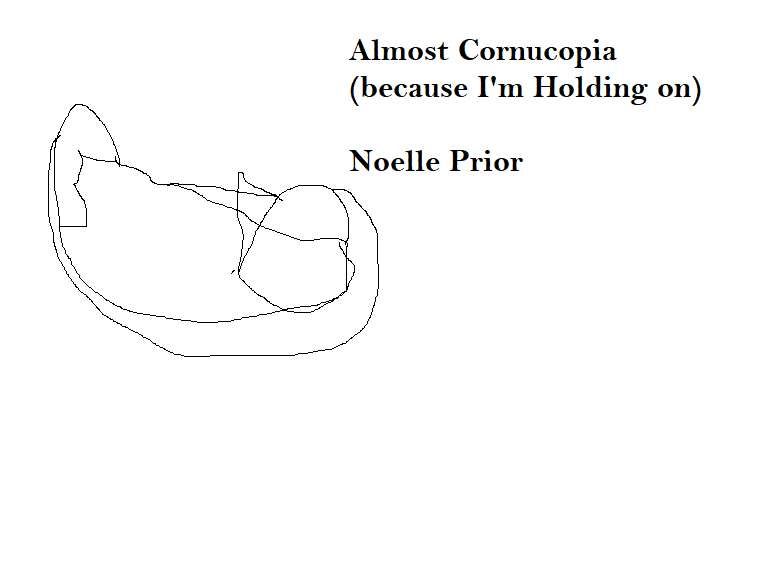 Almost Cornucopia
(because I'm Holding on)
Noelle Prior